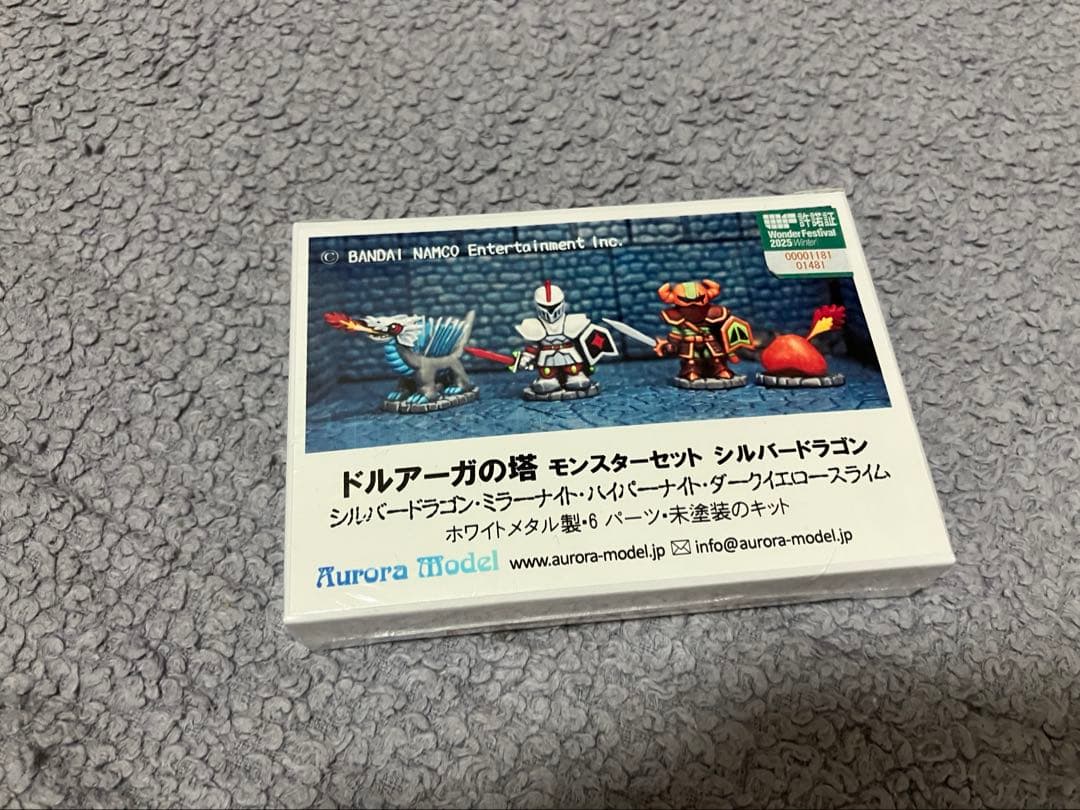 © BANDAI NAMCO Entertainment Inc.
WF 許諾証
Wonder Festival
2025 Winter
00001181
01481
ドルアーガの塔 モンスターセット シルバードラゴン
シルバードラゴン・ミラーナイト・ハイパーナイト・ダークイエロースライム
ホワイトメタル製・6 パーツ・未塗装のキット
Aurora Model www.aurora-model.jp ✉ info@aurora-model.jp